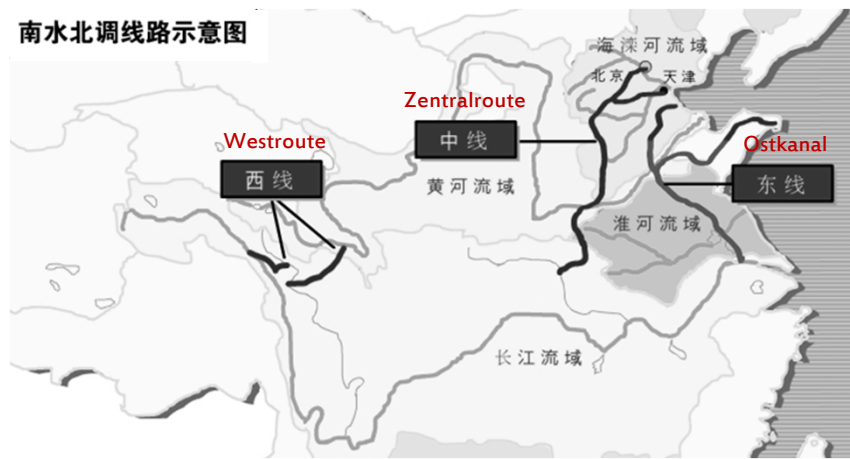 南水北调线路示意图
海滦河流域
北京
天津
Zentralroute
中线
Westroute
西线
Ostkanal
东线
黄河流域
淮河流域
长江流域